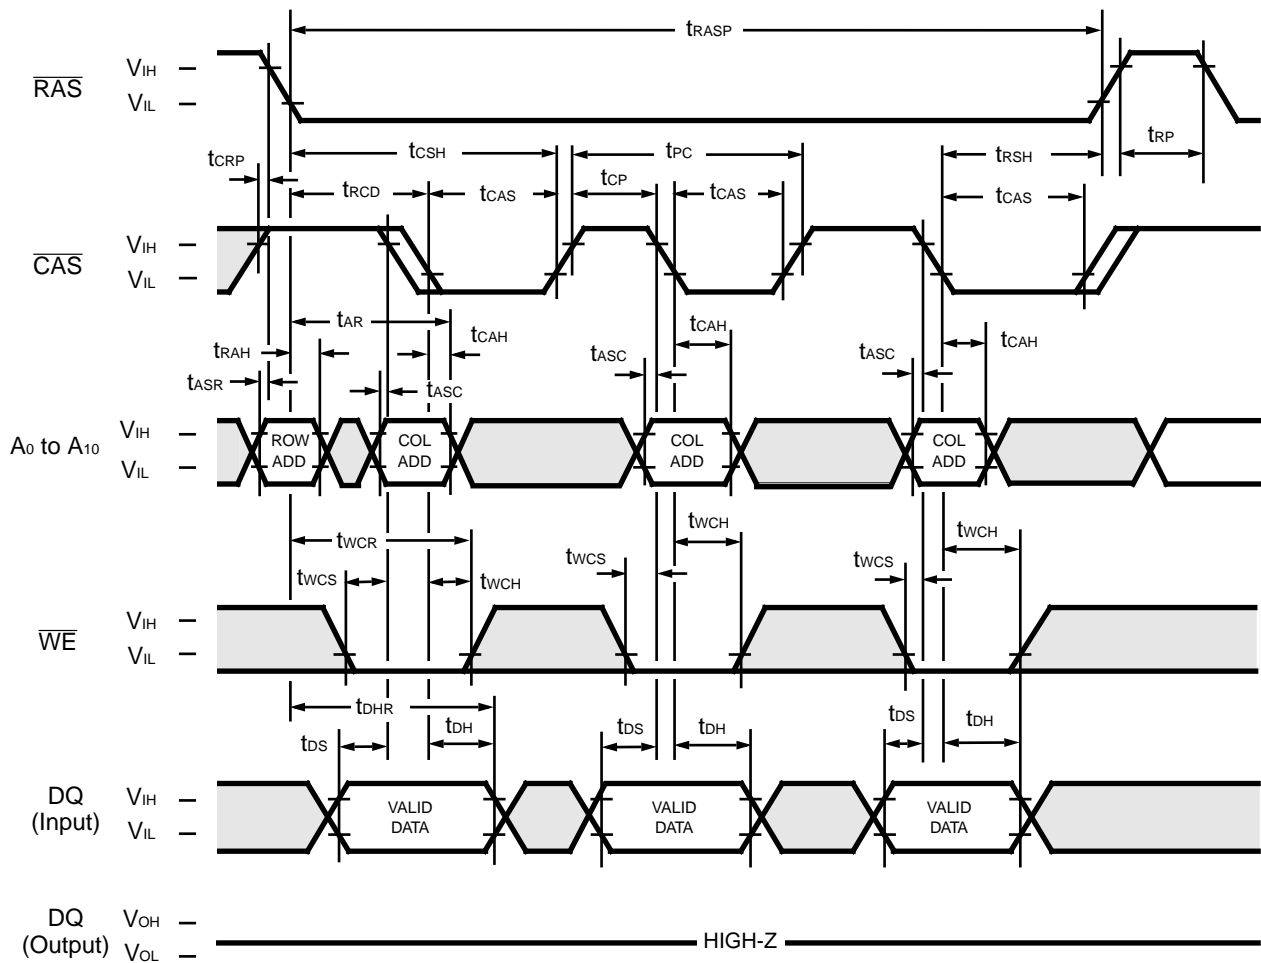 tRASP
RAS
VIH
VIL
tCRP
tCSH
tPC
tRSH
tRP
tRCD
tCAS
tCP
tCAS
tCAS
CAS
VIH
VIL
tAR
tRAH
tCAH
tASC
tCAH
tASC
tCAH
tASR
tASC
A0 to A10
VIH
VIL
ROW
ADD
COL
ADD
COL
ADD
COL
ADD
tWCR
tWCH
tWCH
tWCS
tWCH
tWCS
tWCS
WE
VIH
VIL
tDHR
tDS
tDH
tDS
tDH
tDS
tDH
DQ
(Input)
VIH
VIL
VALID
DATA
VALID
DATA
VALID
DATA
DQ
(Output)
VOH
VOL
HIGH-Z